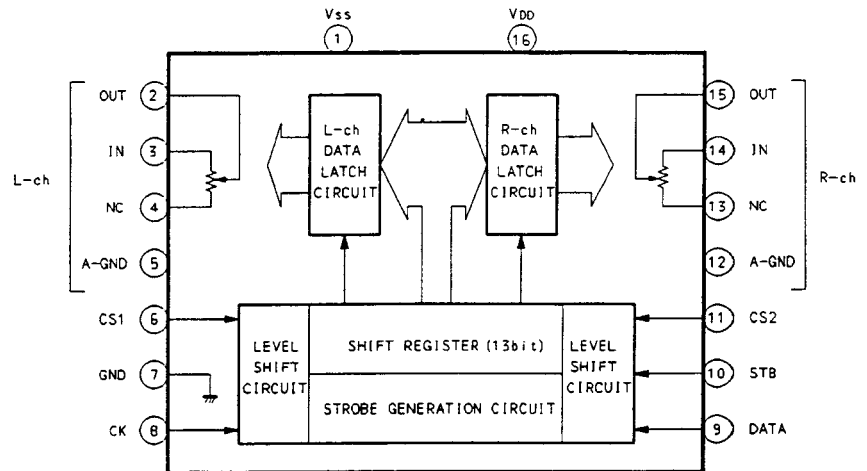 Vss
1
VDD
16
L-ch
OUT 2
IN 3
NC 4
A-GND 5
CS1 6
GND 7
CK 8
L-ch
DATA
LATCH
CIRCUIT
R-ch
DATA
LATCH
CIRCUIT
15 OUT
14 IN
13 NC
12 A-GND
R-ch
11 CS2
10 STB
9 DATA
LEVEL
SHIFT
CIRCUIT
SHIFT REGISTER (13bit)
STROBE GENERATION CIRCUIT
LEVEL
SHIFT
CIRCUIT